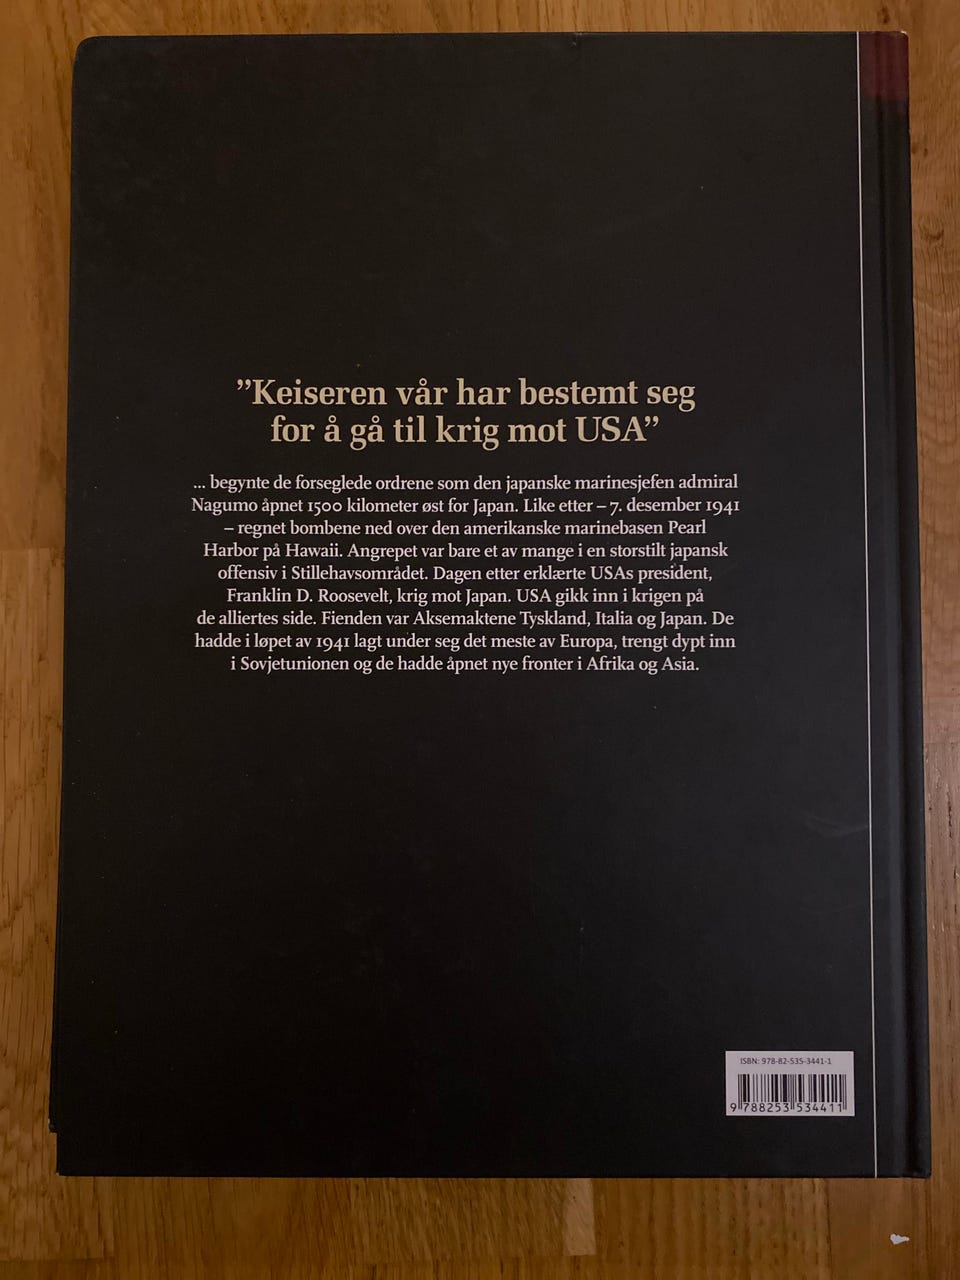 ”Keiseren vår har bestemt seg
for å gå til krig mot USA”
... begynte de forseglede ordrene som den japanske marinesjefen admiral
Nagumo åpnet 1500 kilometer øst for Japan. Like etter – 7. desember 1941
– regnet bombene ned over den amerikanske marinebasen Pearl
Harbor på Hawaii. Angrepet var bare et av mange i en storstilt japansk
offensiv i Stillehavsområdet. Dagen etter erklærte USAs president,
Franklin D. Roosevelt, krig mot Japan. USA gikk inn i krigen på
de alliertes side. Fienden var Aksemaktene Tyskland, Italia og Japan. De
hadde i løpet av 1941 lagt under seg det meste av Europa, trengt dypt inn
i Sovjetunionen og de hadde åpnet nye fronter i Afrika og Asia.
ISBN: 978-82-535-3441-1
9 788253 534411